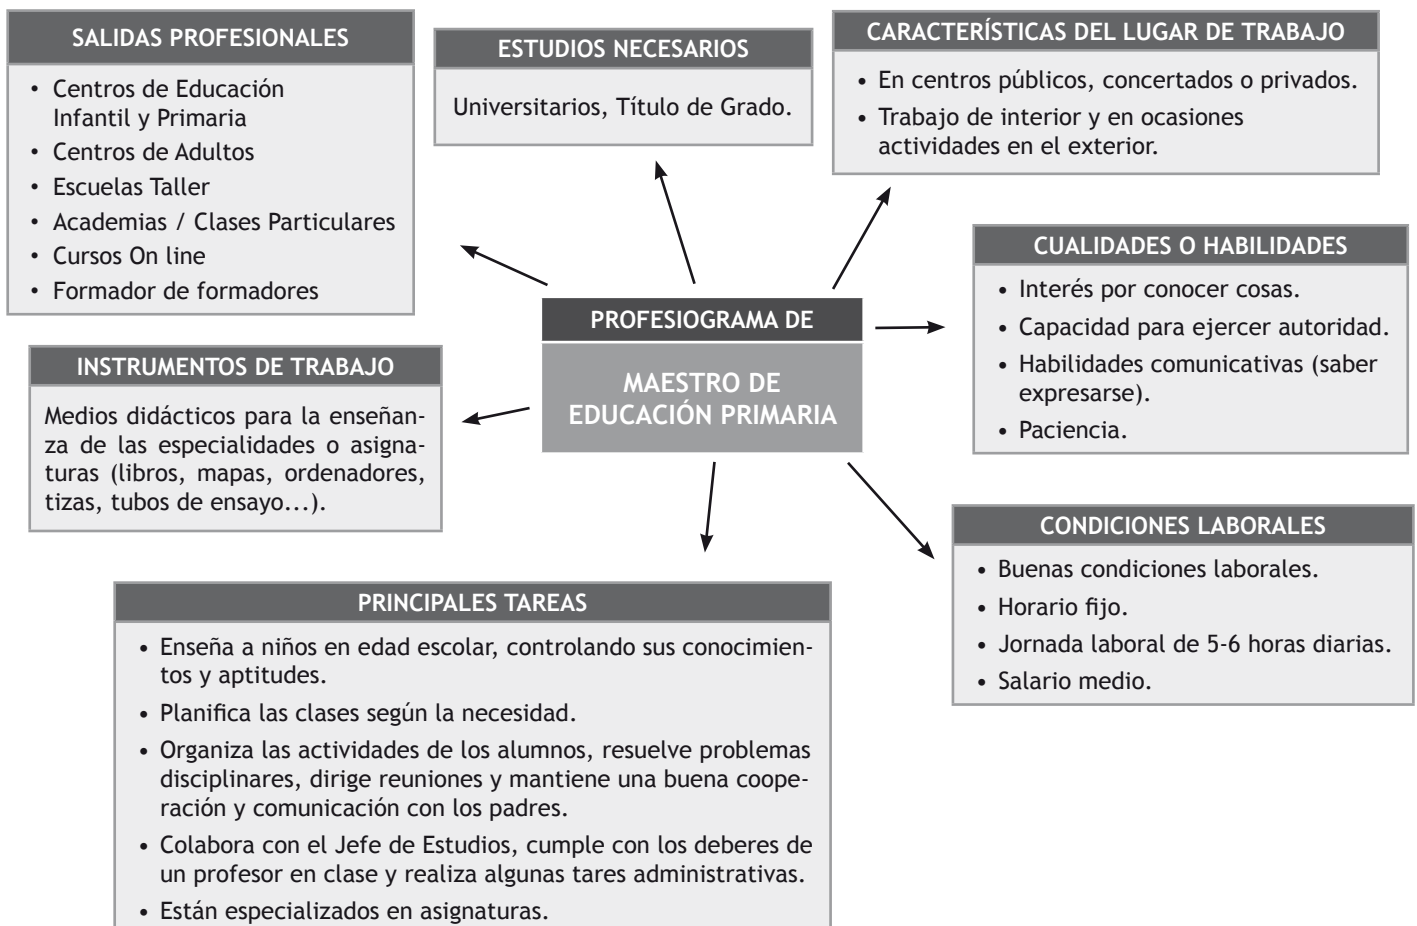 SALIDAS PROFESIONALES
• Centros de Educación
Infantil y Primaria
• Centros de Adultos
• Escuelas Taller
• Academias / Clases Particulares
• Cursos On line
• Formador de formadores
ESTUDIOS NECESARIOS
Universitarios, Título de Grado.
CARACTERÍSTICAS DEL LUGAR DE TRABAJO
• En centros públicos, concertados o privados.
• Trabajo de interior y en ocasiones
actividades en el exterior.
CUALIDADES O HABILIDADES
• Interés por conocer cosas.
• Capacidad para ejercer autoridad.
• Habilidades comunicativas (saber
expresarse).
• Paciencia.
PROFESIOGRAMA DE
MAESTRO DE
EDUCACIÓN PRIMARIA
INSTRUMENTOS DE TRABAJO
Medios didácticos para la enseñan-
za de las especialidades o asigna-
turas (libros, mapas, ordenadores,
tizas, tubos de ensayo...).
CONDICIONES LABORALES
• Buenas condiciones laborales.
• Horario fijo.
• Jornada laboral de 5-6 horas diarias.
• Salario medio.
PRINCIPALES TAREAS
• Enseña a niños en edad escolar, controlando sus conocimien-
tos y aptitudes.
• Planifica las clases según la necesidad.
• Organiza las actividades de los alumnos, resuelve problemas
disciplinares, dirige reuniones y mantiene una buena coope-
ración y comunicación con los padres.
• Colabora con el Jefe de Estudios, cumple con los deberes de
un profesor en clase y realiza algunas tares administrativas.
• Están especializados en asignaturas.